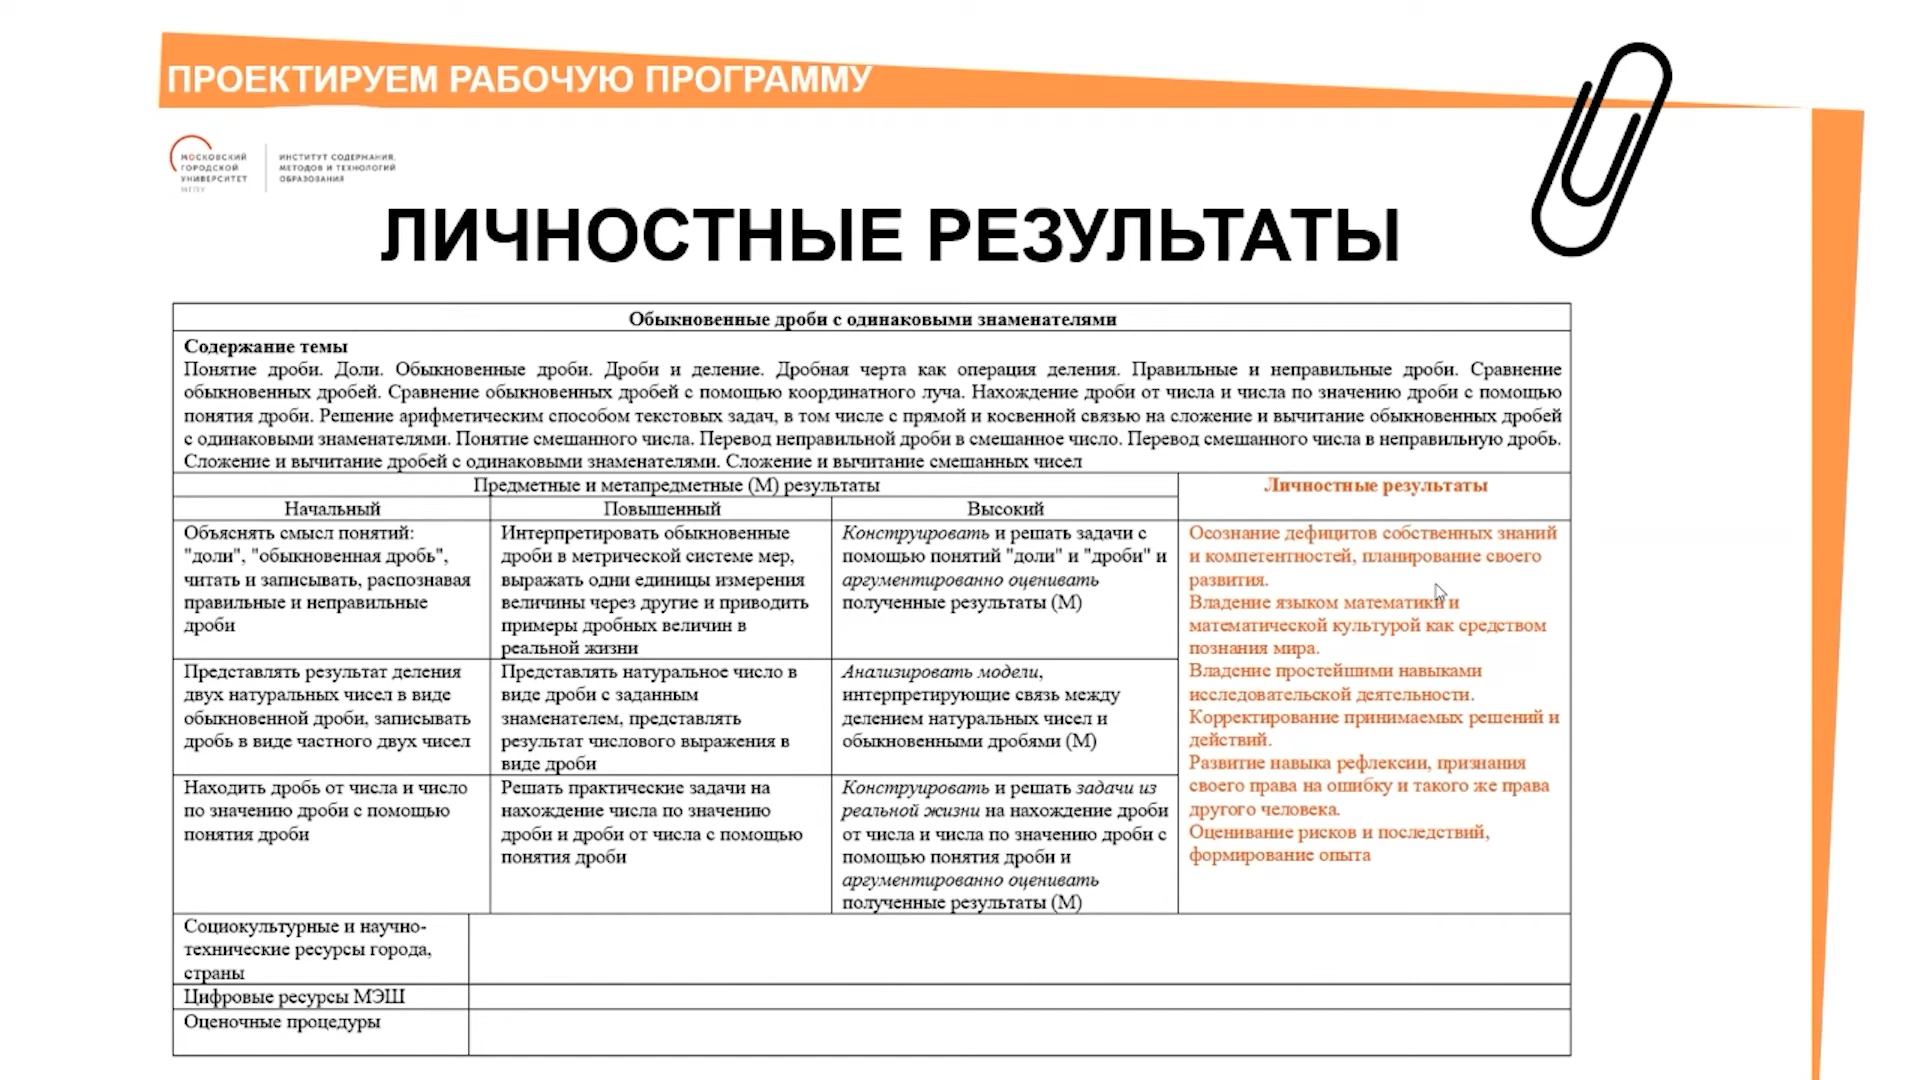 ПРОЕКТИРУЕМ РАБОЧУЮ ПРОГРАММУ
МОСКОВСКИЙ
ГОРОДСКОЙ
УНИВЕРСИТЕТ
МГПУ
ИНСТИТУТ СОДЕРЖАНИЯ,
МЕТОДОВ И ТЕХНОЛОГИЙ
ОБРАЗОВАНИЯ
ЛИЧНОСТНЫЕ РЕЗУЛЬТАТЫ
Обыкновенные дроби с одинаковыми знаменателями
Содержание темы
Понятие дроби. Доли. Обыкновенные дроби. Дроби и деление. Дробная черта как операция деления. Правильные и неправильные дроби. Сравнение
обыкновенных дробей. Сравнение обыкновенных дробей с помощью координатного луча. Нахождение дроби от числа и числа по значению дроби с помощью
понятия дроби. Решение арифметическим способом текстовых задач, в том числе с прямой и косвенной связью на сложение и вычитание обыкновенных дробей
с одинаковыми знаменателями. Понятие смешанного числа. Перевод неправильной дроби в смешанное число. Перевод смешанного числа в неправильную дробь.
Сложение и вычитание дробей с одинаковыми знаменателями. Сложение и вычитание смешанных чисел
Предметные и метапредметные (М) результаты
Личностные результаты
Начальный
Повышенный
Высокий
Объяснять смысл понятий:
"доли", "обыкновенная дробь",
читать и записывать, распознавая
правильные и неправильные
дроби
Интерпретировать обыкновенные
дроби в метрической системе мер,
выражать одни единицы измерения
величины через другие и приводить
примеры дробных величин в
реальной жизни
Конструировать и решать задачи с
помощью понятий "доли" и "дроби" и
аргументированно оценивать
полученные результаты (М)
Осознание дефицитов собственных знаний
и компетентностей, планирование своего
развития.
Владение языком математики и
математической культурой как средством
познания мира.
Владение простейшими навыками
исследовательской деятельности.
Корректирование принимаемых решений и
действий.
Развитие навыка рефлексии, признания
своего права на ошибку и такого же права
другого человека.
Оценивание рисков и последствий,
формирование опыта
Представлять результат деления
двух натуральных чисел в виде
обыкновенной дроби, записывать
дробь в виде частного двух чисел
Представлять натуральное число в
виде дроби с заданным
знаменателем, представлять
результат числового выражения в
виде дроби
Анализировать модели,
интерпретирующие связь между
делением натуральных чисел и
обыкновенными дробями (М)
Находить дробь от числа и число
по значению дроби с помощью
понятия дроби
Решать практические задачи на
нахождение числа по значению
дроби и дроби от числа с помощью
понятия дроби
Конструировать и решать задачи из
реальной жизни на нахождение дроби
от числа и числа по значению дроби с
помощью понятия дроби и
аргументированно оценивать
полученные результаты (М)
Социокультурные и научно-
технические ресурсы города,
страны
Цифровые ресурсы МЭШ
Оценочные процедуры